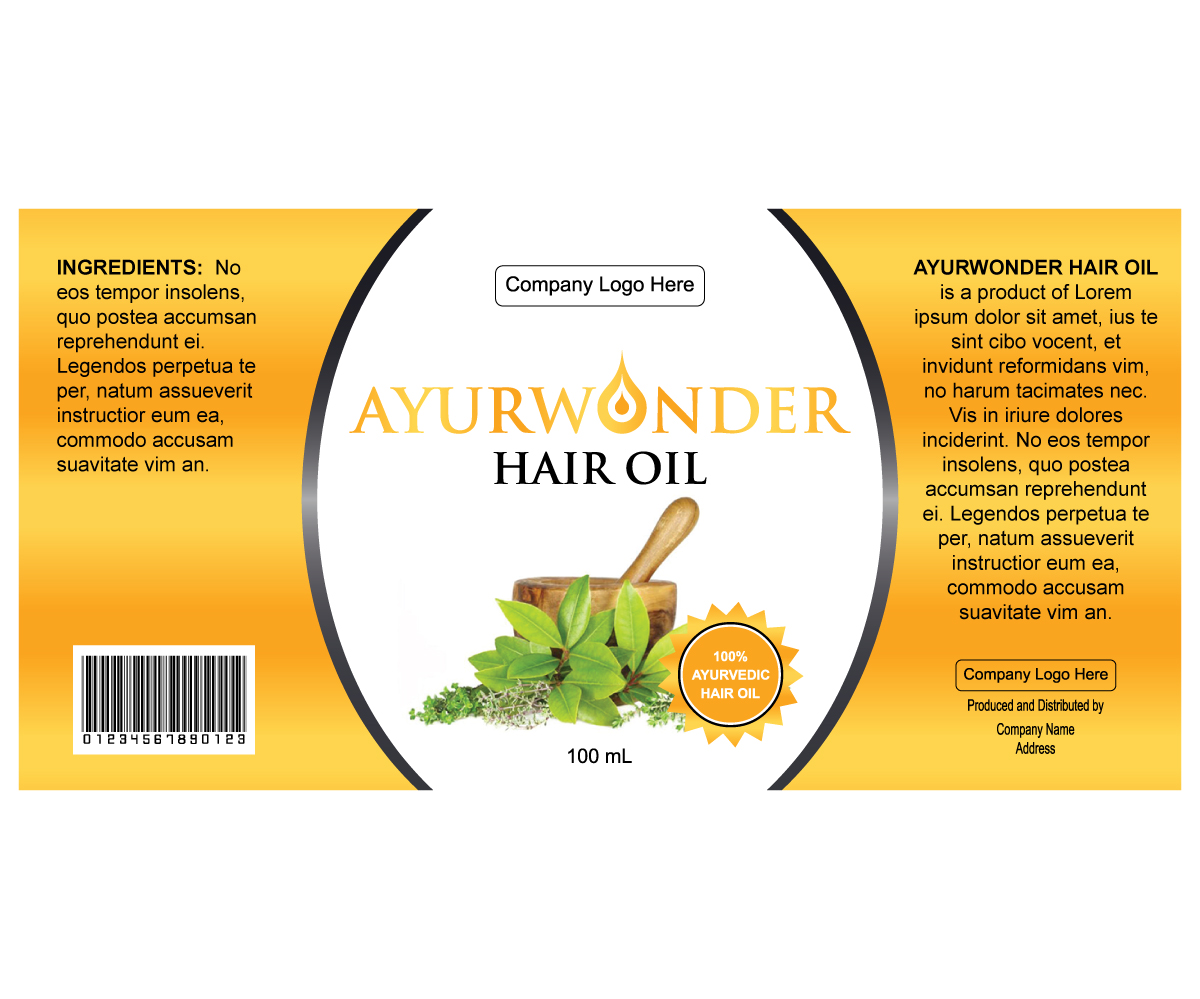 INGREDIENTS: No
eos tempor insolens,
quo postea accumsan
reprehendunt ei.
Legendos perpetua te
per, natum assueverit
instructior eum ea,
commodo accusam
suavitate vim an.
01234567890123
Company Logo Here
AYURWONDER
HAIR OIL
100%
AYURVEDIC
HAIR OIL
100 mL
AYURWONDER HAIR OIL
is a product of Lorem
ipsum dolor sit amet, ius te
sint cibo vocent, et
invidunt reformidans vim,
no harum tacimates nec.
Vis in iriure dolores
inciderint. No eos tempor
insolens, quo postea
accumsan reprehendunt
ei. Legendos perpetua te
per, natum assueverit
instructior eum ea,
commodo accusam
suavitate vim an.
Company Logo Here
Produced and Distributed by
Company Name
Address